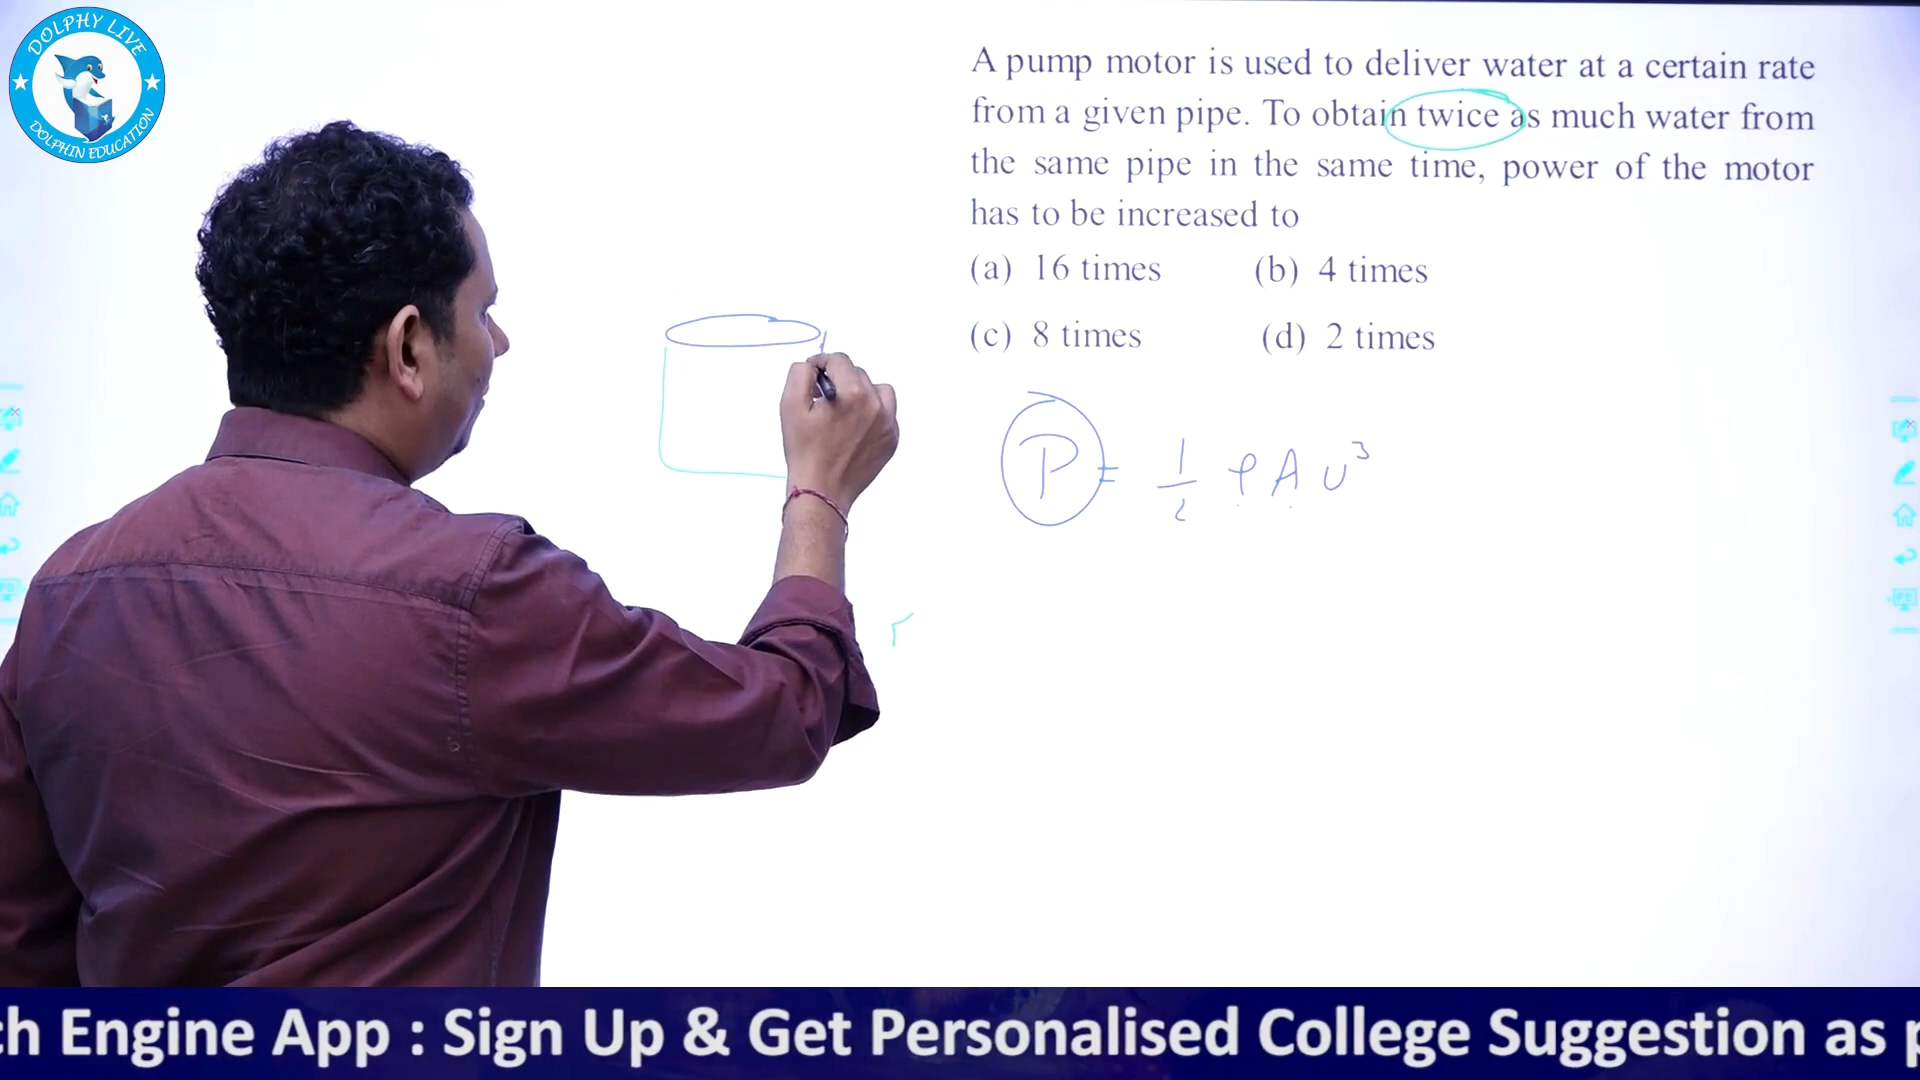 DOLPHY LIVE
DOLPHIN EDUCATION
A pump motor is used to deliver water at a certain rate
from a given pipe. To obtain twice as much water from
the same pipe in the same time, power of the motor
has to be increased to
(a) 16 times (b) 4 times
(c) 8 times (d) 2 times
P = 1/2 ρ A υ³
r
ch Engine App : Sign Up & Get Personalised College Suggestion as p